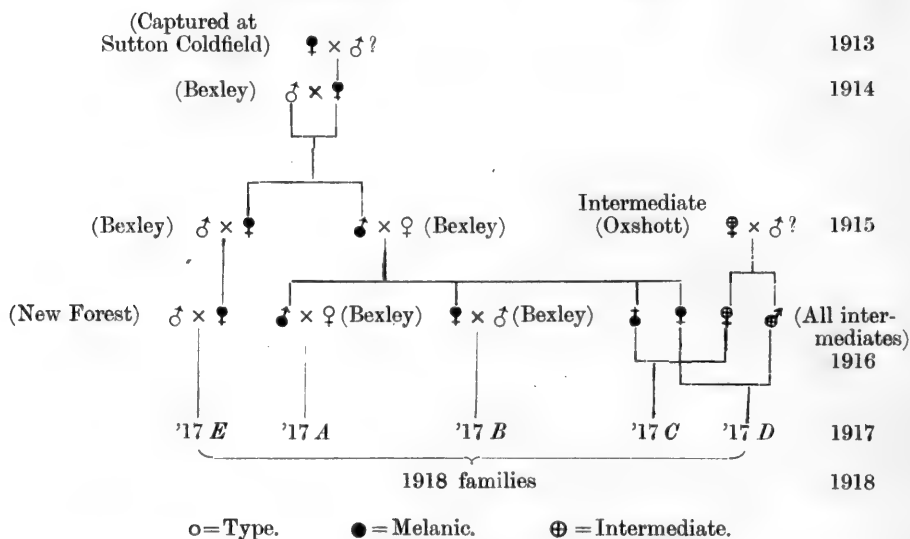 (Captured at
Sutton Coldfield) × ♂? 1913
(Bexley) ♂ × 1914
Intermediate
(Bexley) ♂ × × ♀ (Bexley) (Oxshott) × ♂? 1915
(New Forest) ♂ × × ♀ (Bexley) × ♂ (Bexley) (All inter-
mediates)
1916
'17 E '17 A '17 B '17 C '17 D 1917
1918 families 1918
o=Type. ●=Melanic. ⊕=Intermediate.